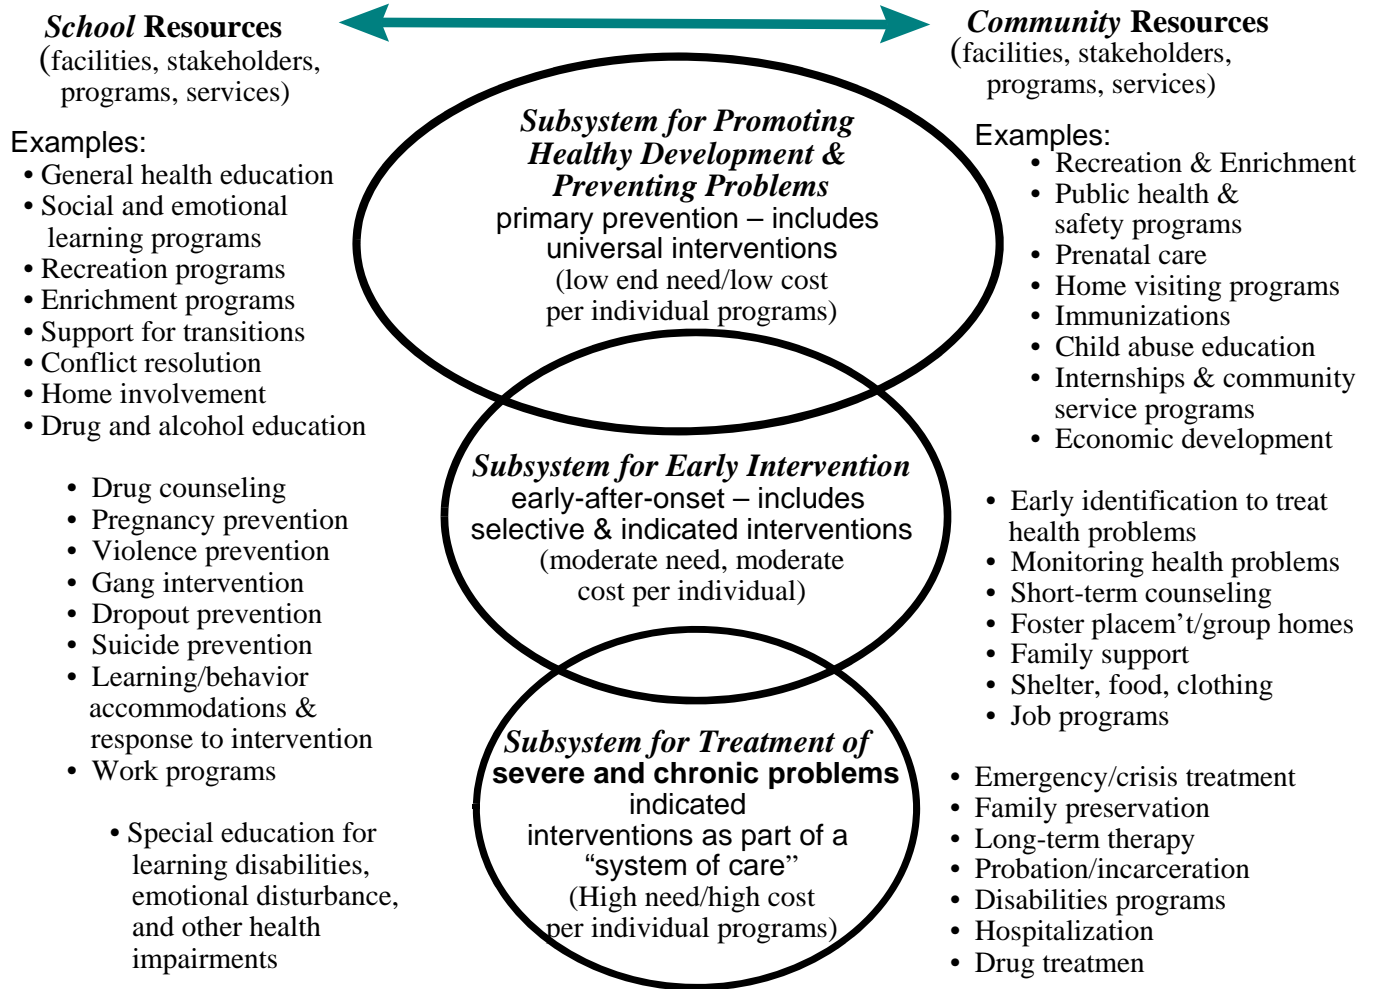 School Resources
(facilities, stakeholders,
programs, services)
Examples:
• General health education
• Social and emotional
learning programs
• Recreation programs
• Enrichment programs
• Support for transitions
• Conflict resolution
• Home involvement
• Drug and alcohol education
• Drug counseling
• Pregnancy prevention
• Violence prevention
• Gang intervention
• Dropout prevention
• Suicide prevention
• Learning/behavior
accommodations &
response to intervention
• Work programs
• Special education for
learning disabilities,
emotional disturbance,
and other health
impairments
Subsystem for Promoting
Healthy Development &
Preventing Problems
primary prevention – includes
universal interventions
(low end need/low cost
per individual programs)
Subsystem for Early Intervention
early-after-onset – includes
selective & indicated interventions
(moderate need, moderate
cost per individual)
Subsystem for Treatment of
severe and chronic problems
indicated
interventions as part of a
“system of care”
(High need/high cost
per individual programs)
Community Resources
(facilities, stakeholders,
programs, services)
Examples:
• Recreation & Enrichment
• Public health &
safety programs
• Prenatal care
• Home visiting programs
• Immunizations
• Child abuse education
• Internships & community
service programs
• Economic development
• Early identification to treat
health problems
• Monitoring health problems
• Short-term counseling
• Foster placem’t/group homes
• Family support
• Shelter, food, clothing
• Job programs
• Emergency/crisis treatment
• Family preservation
• Long-term therapy
• Probation/incarceration
• Disabilities programs
• Hospitalization
• Drug treatmen